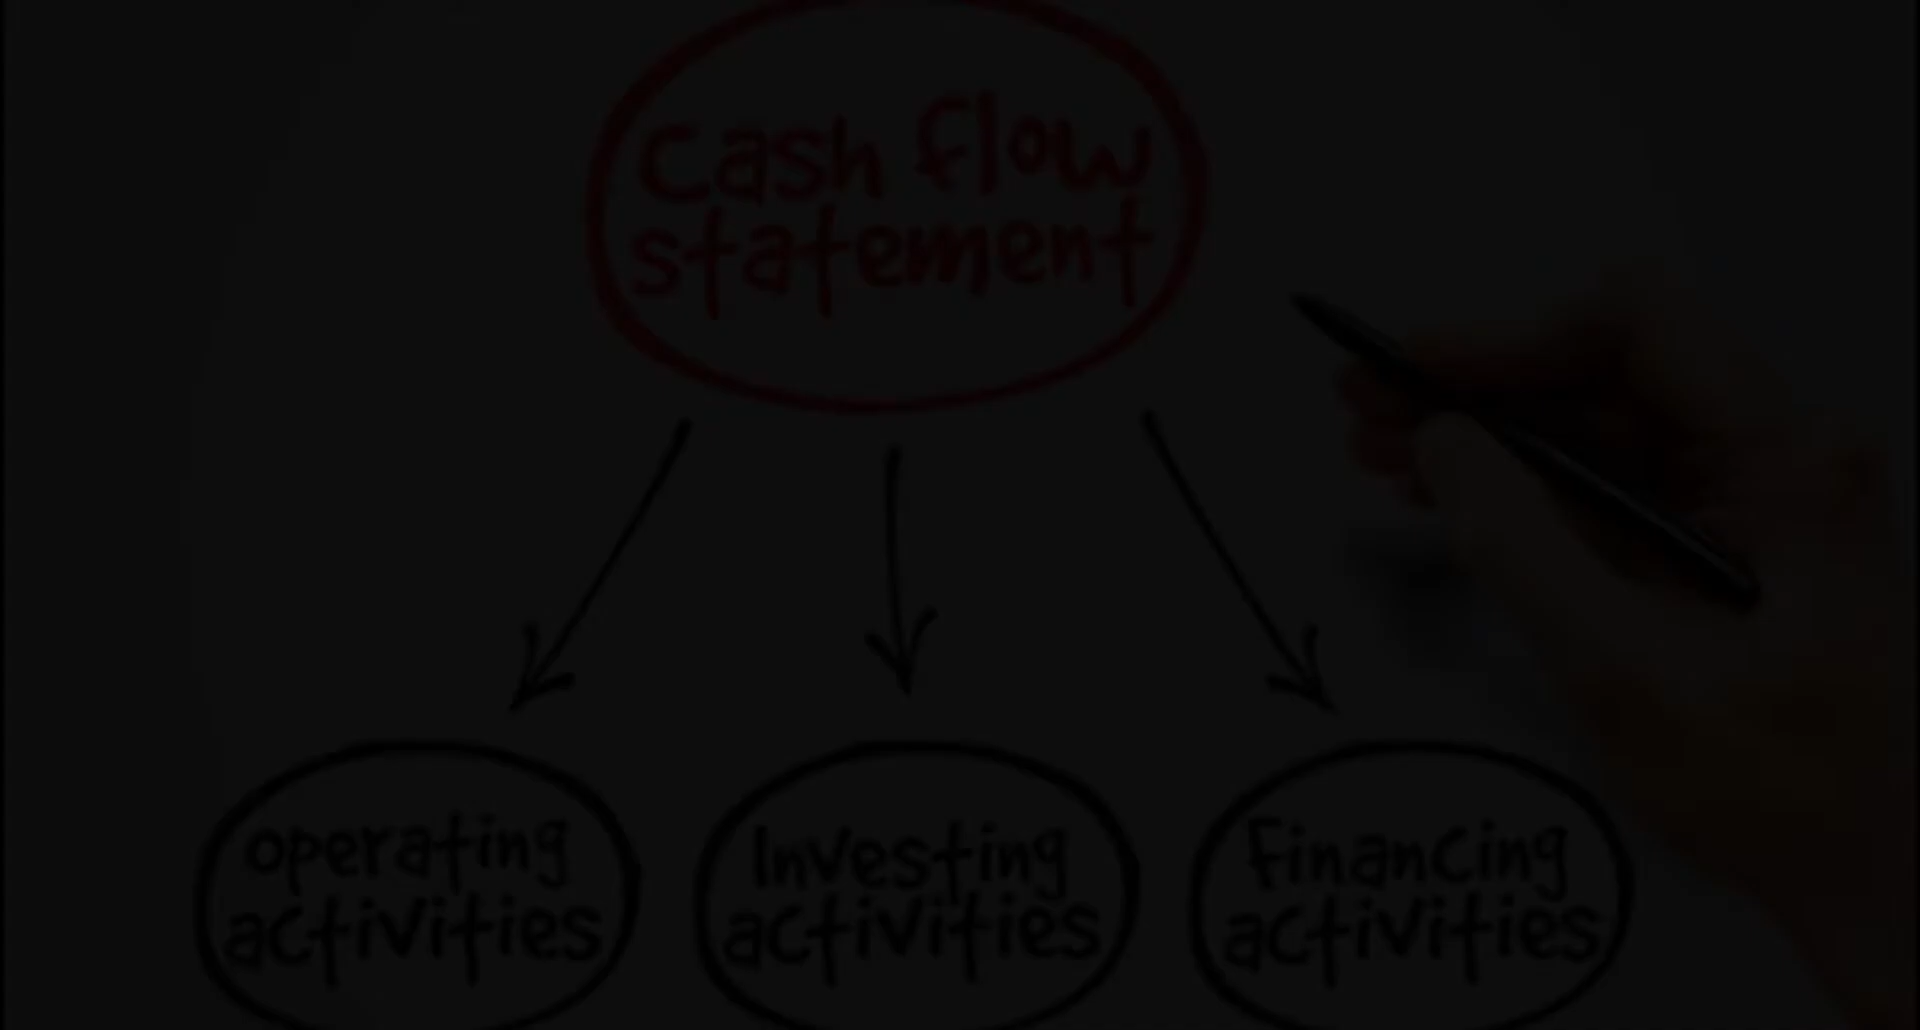 Cash flow
statement
operating
activities
Investing
activities
Financing
activities